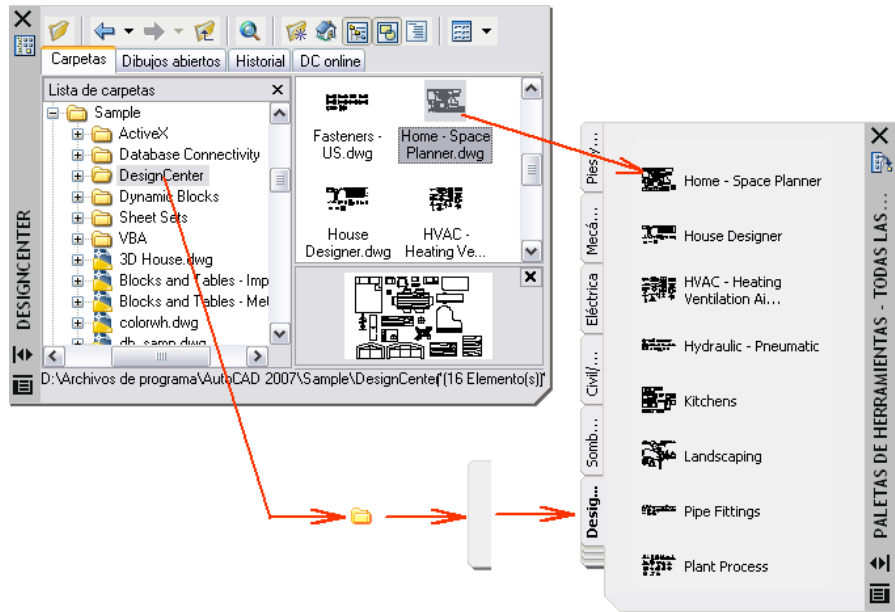 Carpetas Dibujos abiertos Historial DC online
Lista de carpetas
Sample
ActiveX
Database Connectivity
DesignCenter
Dynamic Blocks
Sheet Sets
VBA
3D House.dwg
Blocks and Tables - Imp
Blocks and Tables - Met
colorwh.dwg
db_samp.dwg
Fasteners -
US.dwg
Home - Space
Planner.dwg
House
Designer.dwg
HVAC -
Heating Ve...
D:\Archivos de programa\AutoCAD 2007\Sample\DesignCenter (16 Elemento(s))
DESIGNCENTER
Pies y...
Mecá...
Eléctrica
Civil/...
Somb...
Desig...
Home - Space Planner
House Designer
HVAC - Heating
Ventilation Ai...
Hydraulic - Pneumatic
Kitchens
Landscaping
Pipe Fittings
Plant Process
PALETAS DE HERRAMIENTAS - TODAS LAS...